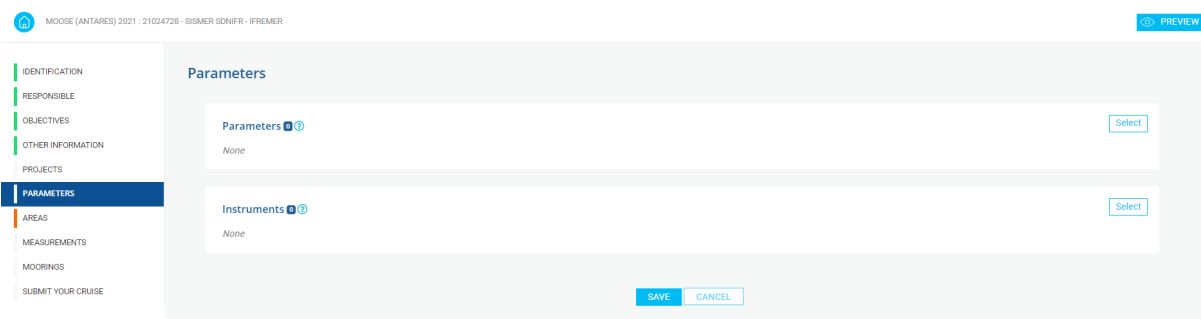 MOOSE (ANTARES) 2021 : 21024728 - SISMER SDNIFR - IFREMER
PREVIEW
IDENTIFICATION
RESPONSIBLE
OBJECTIVES
OTHER INFORMATION
PROJECTS
PARAMETERS
AREAS
MEASUREMENTS
MOORINGS
SUBMIT YOUR CRUISE
Parameters
Parameters 0 ?
Select
None
Instruments 0 ?
Select
None
SAVE
CANCEL